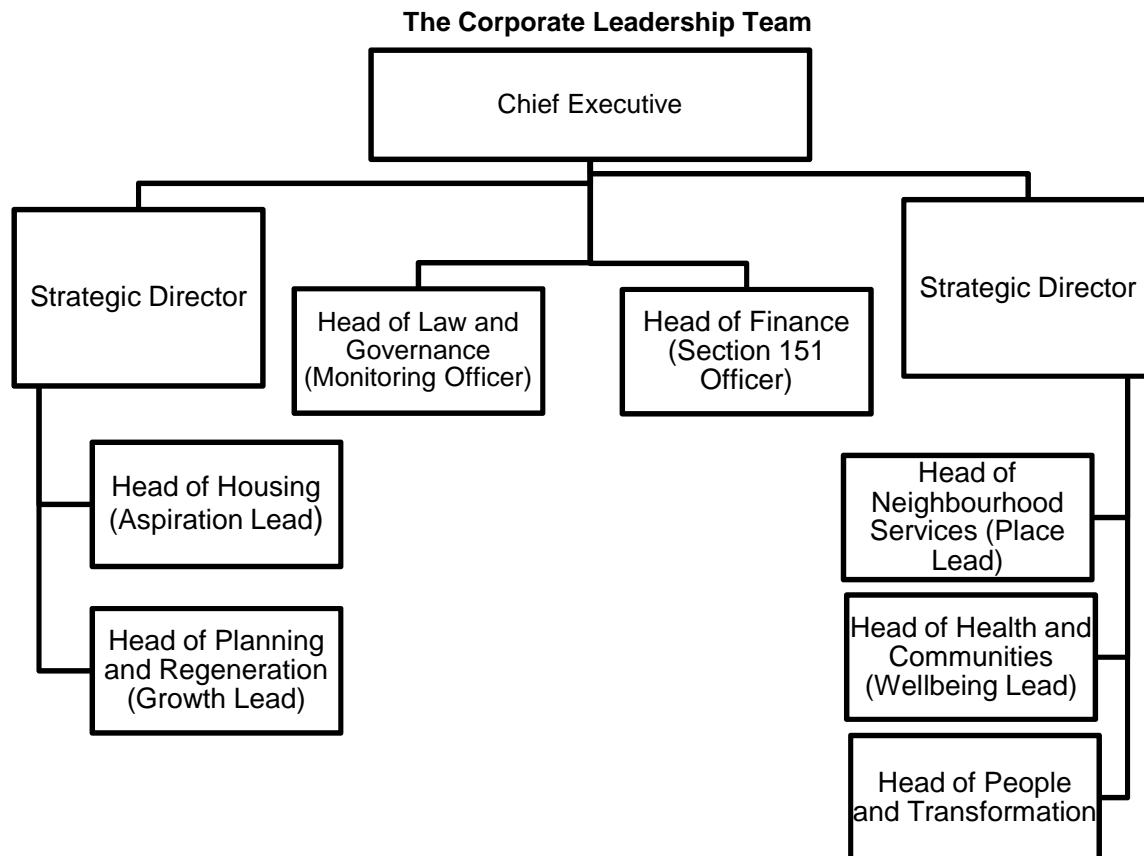 The Corporate Leadership Team
Chief Executive
Strategic Director
Head of Law and
Governance
(Monitoring Officer)
Head of Finance
(Section 151
Officer)
Strategic Director
Head of Housing
(Aspiration Lead)
Head of Planning
and Regeneration
(Growth Lead)
Head of
Neighbourhood
Services (Place
Lead)
Head of Health and
Communities
(Wellbeing Lead)
Head of People
and Transformation